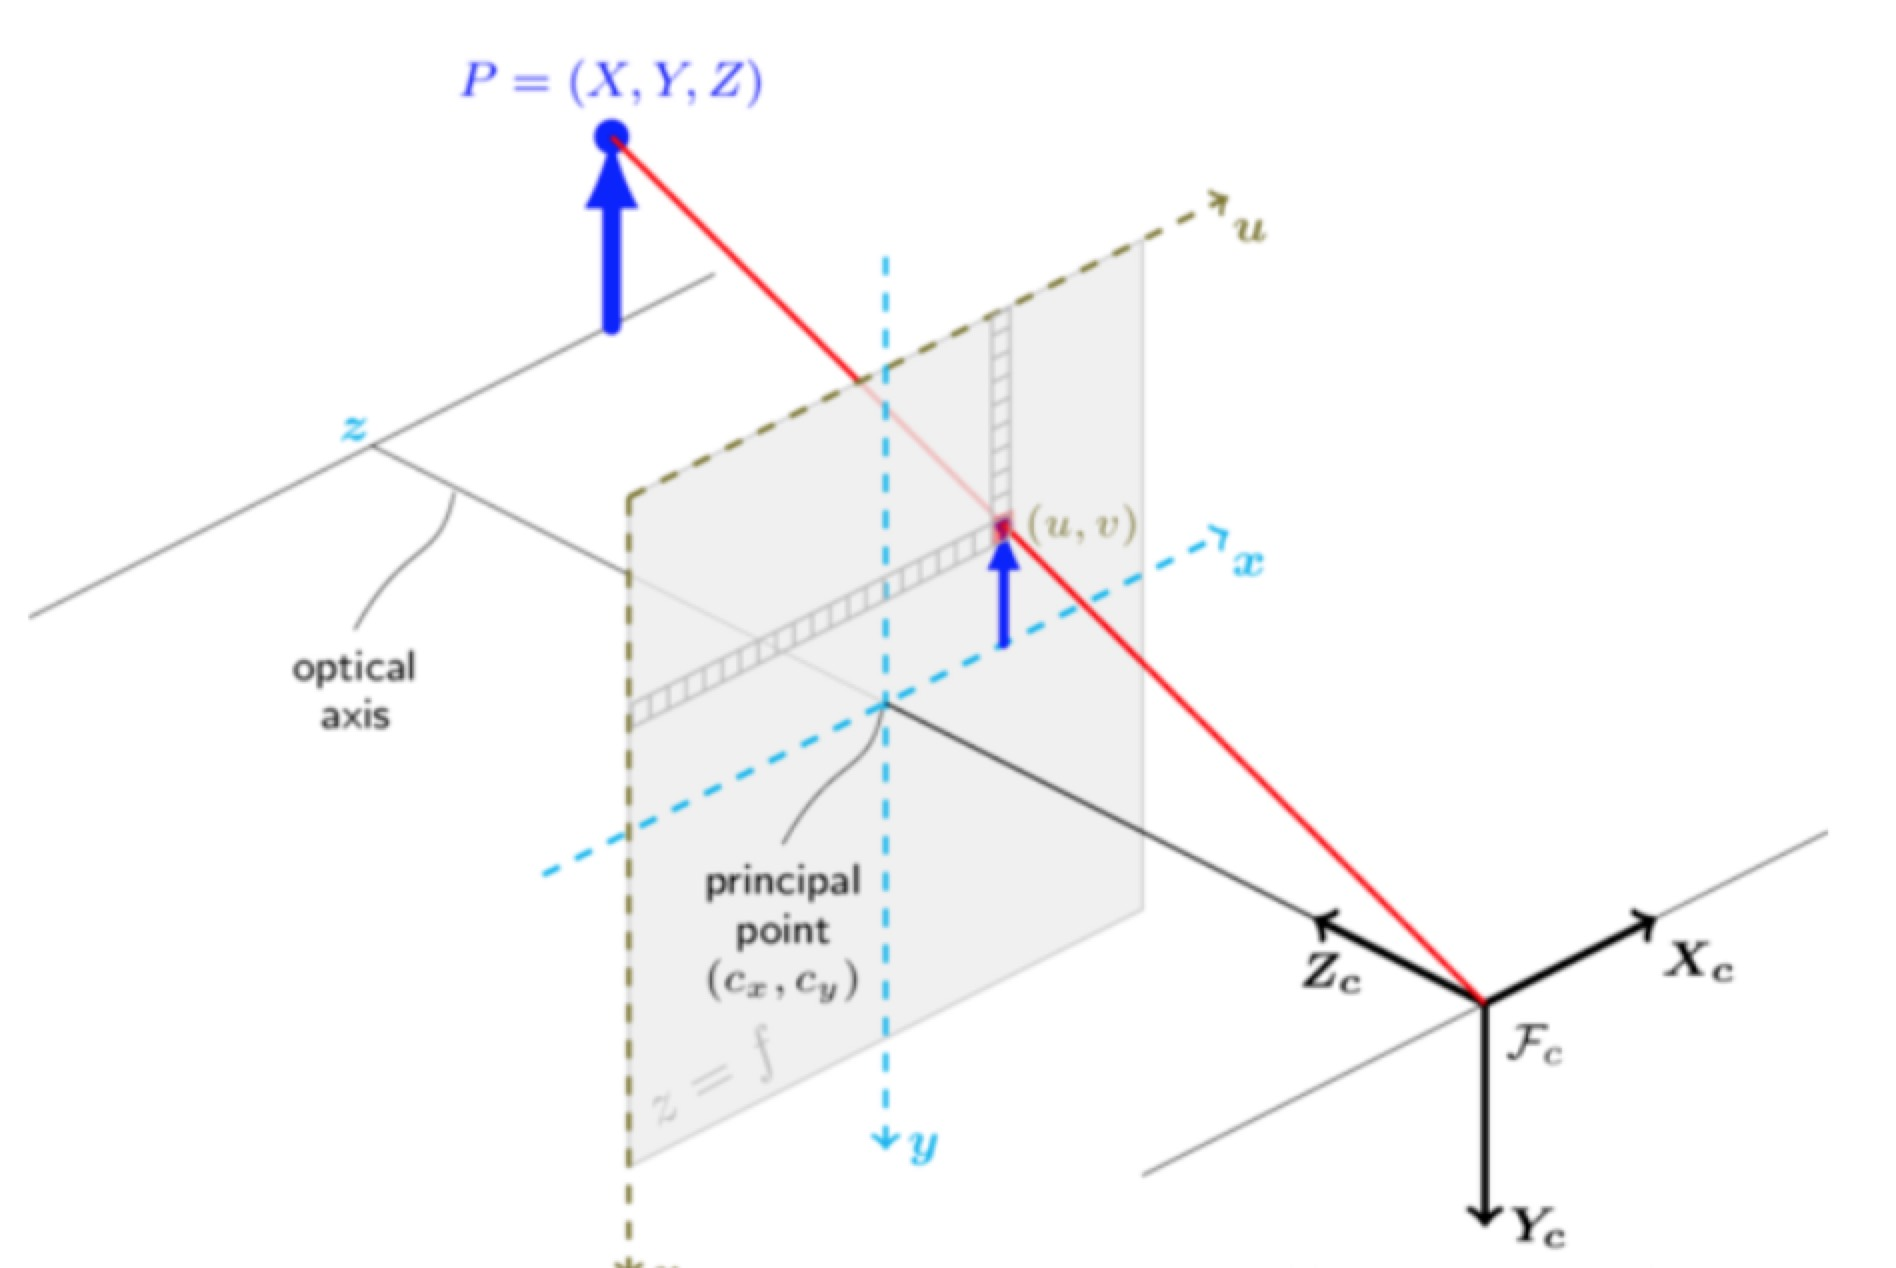 P = (X, Y, Z)
u
z
(u, v)
x
optical
axis
principal
point
(c_x, c_y)
z = f
Z_c
X_c
F_c
y
Y_c